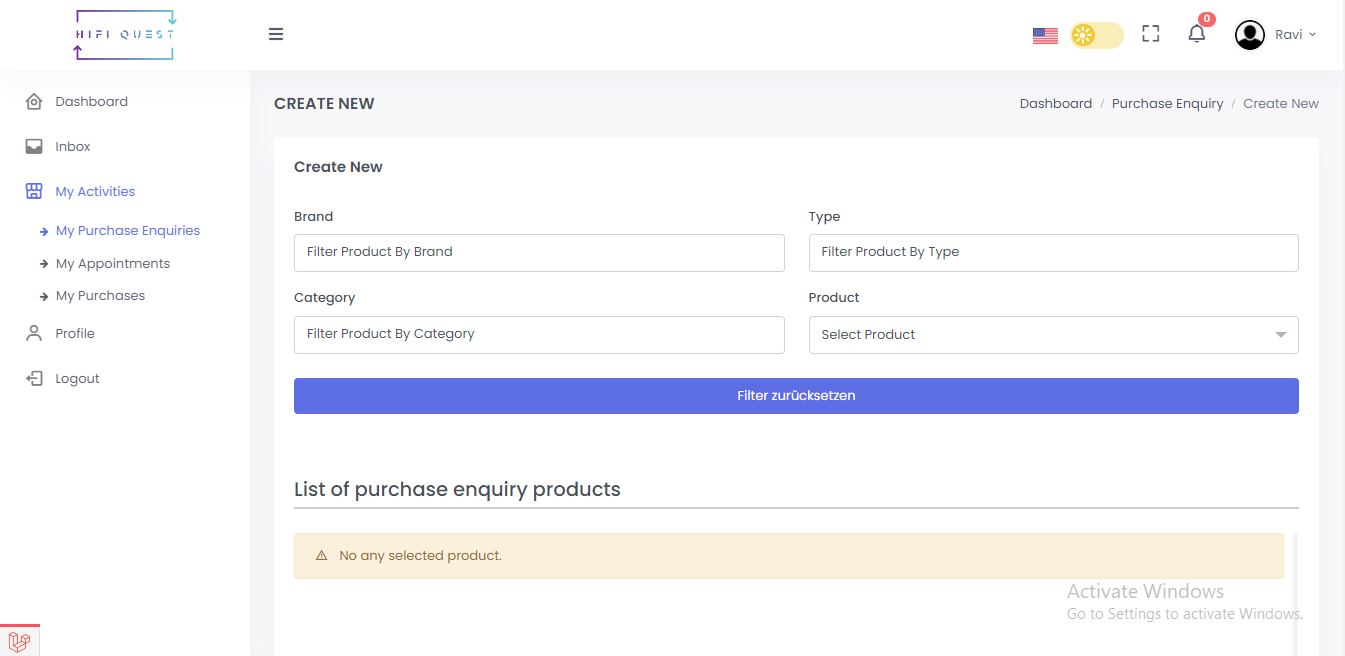 HIFI QUEST
0
Ravi
Dashboard
Inbox
My Activities
My Purchase Enquiries
My Appointments
My Purchases
Profile
Logout
CREATE NEW
Dashboard / Purchase Enquiry / Create New
Create New
Brand
Filter Product By Brand
Type
Filter Product By Type
Category
Filter Product By Category
Product
Select Product
Filter zurücksetzen
List of purchase enquiry products
No any selected product.
Activate Windows
Go to Settings to activate Windows.